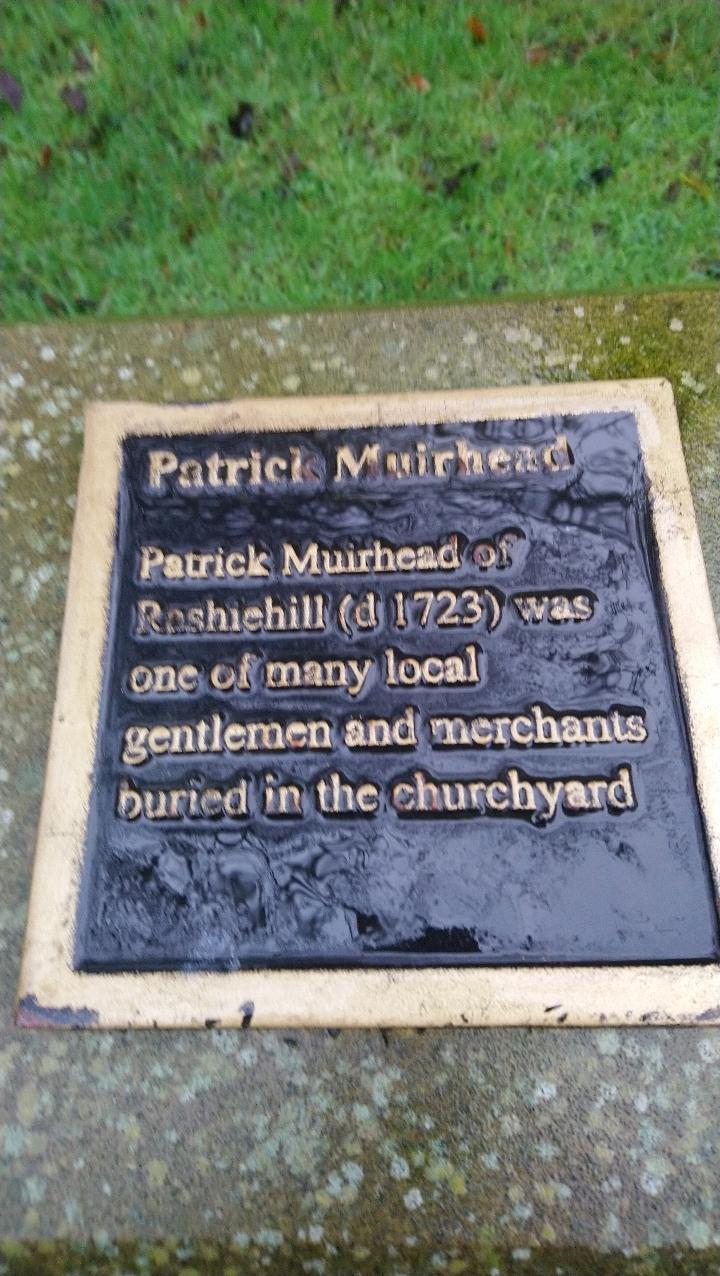 Patrick Muirhead
Patrick Muirhead of
Rashiehill (d 1723) was
one of many local
gentlemen and merchants
buried in the churchyard